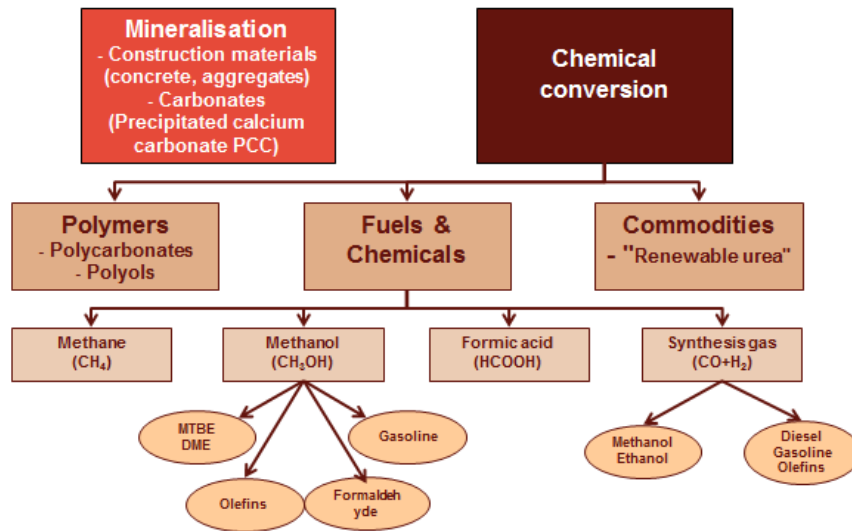 Mineralisation
- Construction materials
(concrete, aggregates)
- Carbonates
(Precipitated calcium
carbonate PCC)
Chemical
conversion
Polymers
- Polycarbonates
- Polyols
Fuels &
Chemicals
Commodities
- "Renewable urea"
Methane
(CH₄)
Methanol
(CH₃OH)
Formic acid
(HCOOH)
Synthesis gas
(CO+H₂)
MTBE
DME
Gasoline
Olefins
Formaldeh
yde
Methanol
Ethanol
Diesel
Gasoline
Olefins